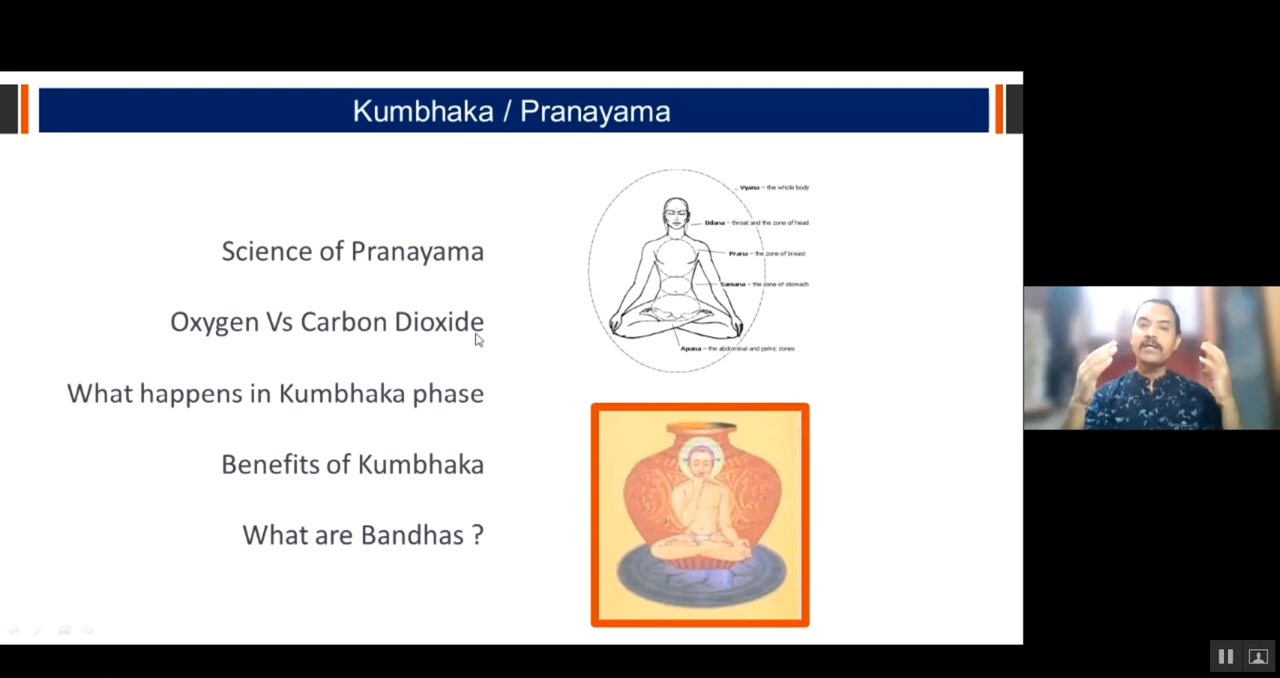 Kumbhaka / Pranayama
Science of Pranayama
Oxygen Vs Carbon Dioxide
What happens in Kumbhaka phase
Benefits of Kumbhaka
What are Bandhas ?
Vyana – the whole body
Udana – throat and the zone of head
Prana – the zone of breast
Samana – the zone of stomach
Apana – the abdominal and pelvic zones